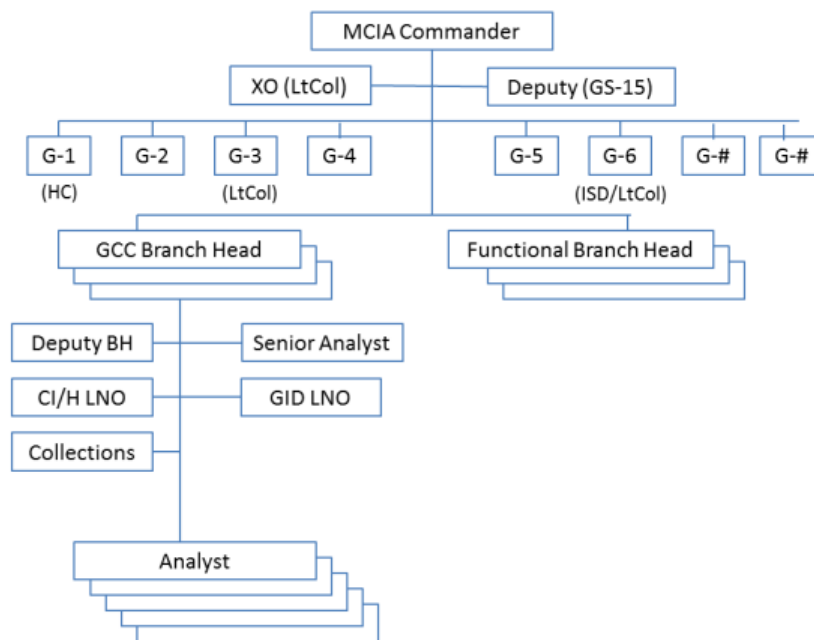 MCIA Commander
XO (LtCol)
Deputy (GS-15)
G-1
G-2
G-3
G-4
G-5
G-6
G-#
G-#
(HC)
(LtCol)
(ISD/LtCol)
GCC Branch Head
Functional Branch Head
Deputy BH
Senior Analyst
CI/H LNO
GID LNO
Collections
Analyst